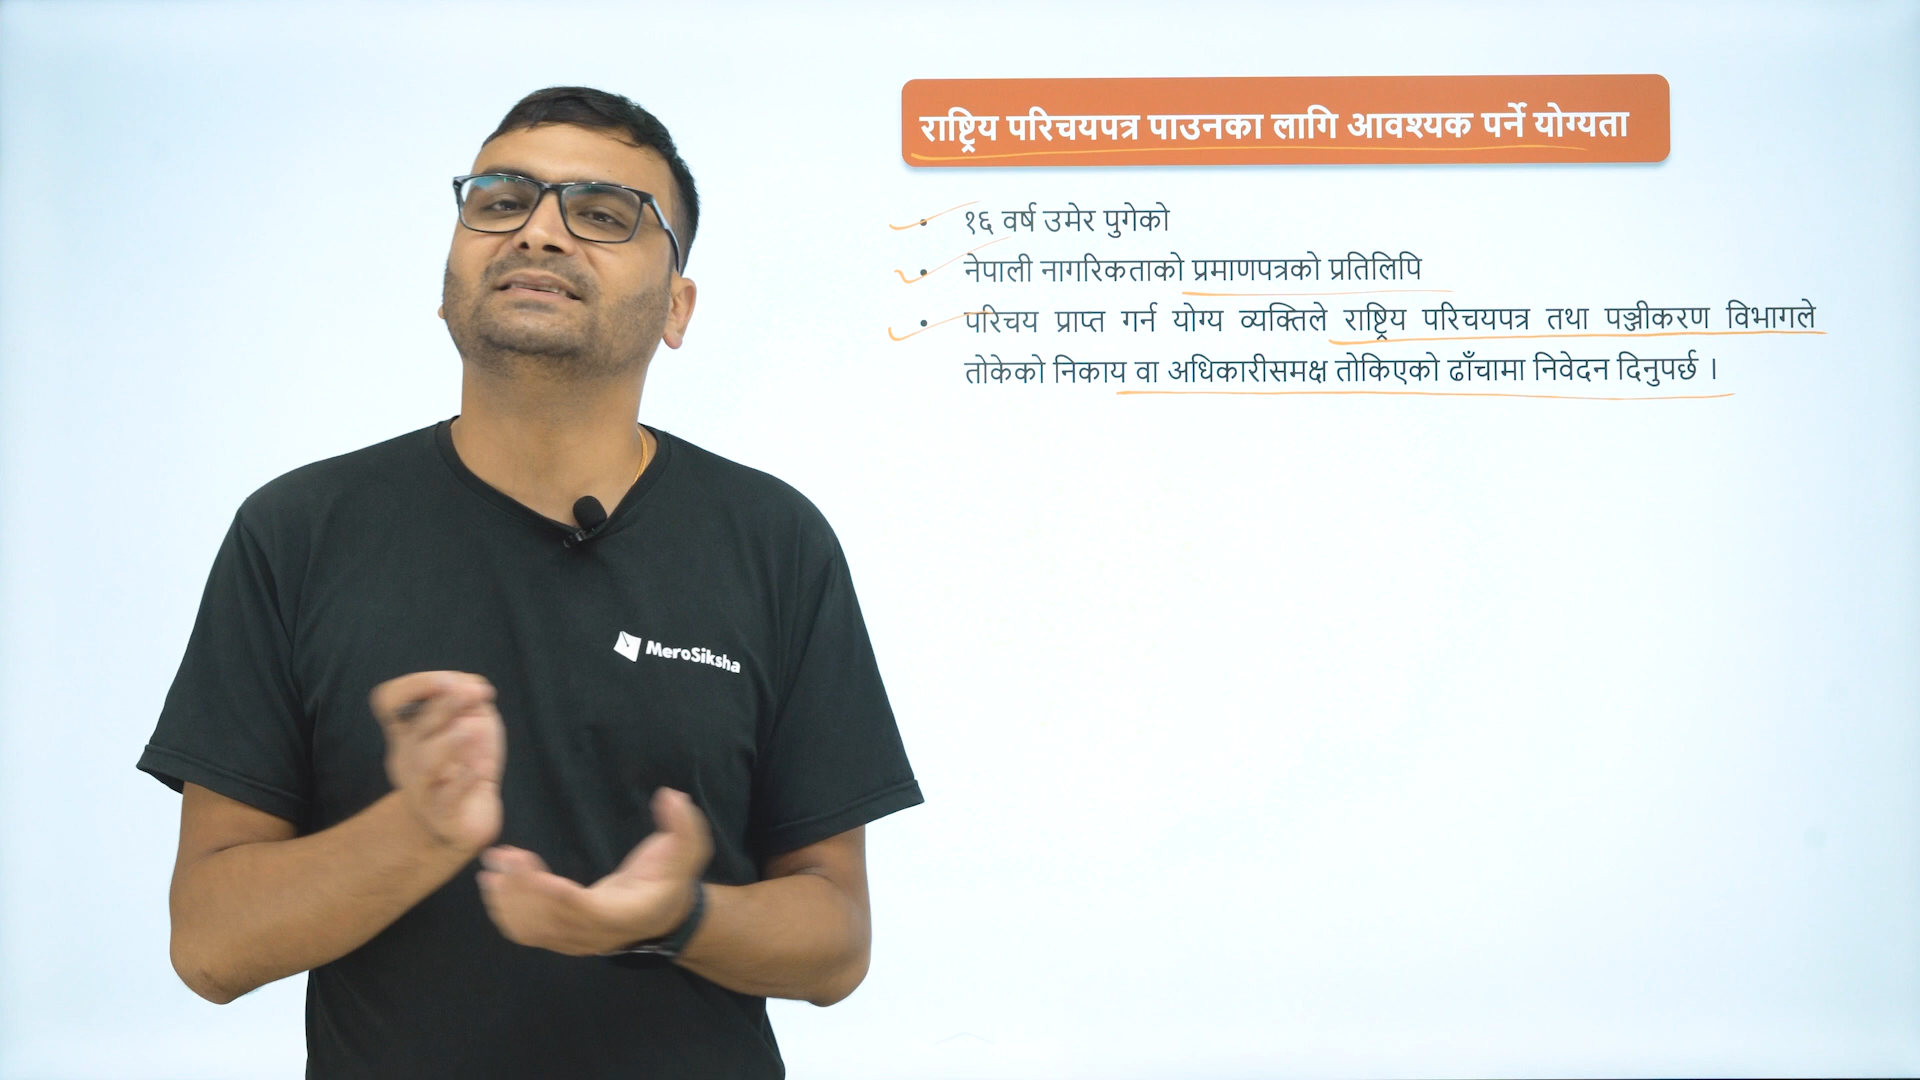 राष्ट्रिय परिचयपत्र पाउनका लागि आवश्यक पर्ने योग्यता
• १६ वर्ष उमेर पुगेको
• नेपाली नागरिकताको प्रमाणपत्रको प्रतिलिपि
• परिचय प्राप्त गर्न योग्य व्यक्तिले राष्ट्रिय परिचयपत्र तथा पञ्जीकरण विभागले
तोकेको निकाय वा अधिकारीसमक्ष तोकिएको ढाँचामा निवेदन दिनुपर्छ ।
MeroSiksha